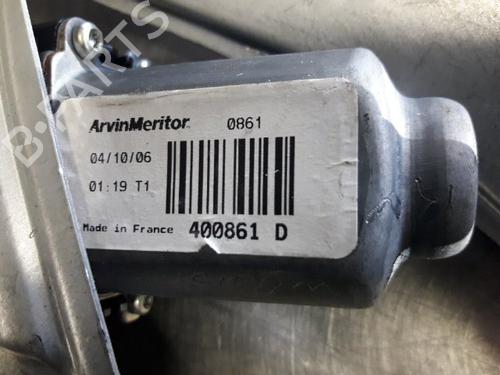 ArvinMeritor 0861
04/10/06
01:19 T1
Made in France 400861 D
B-PARTS